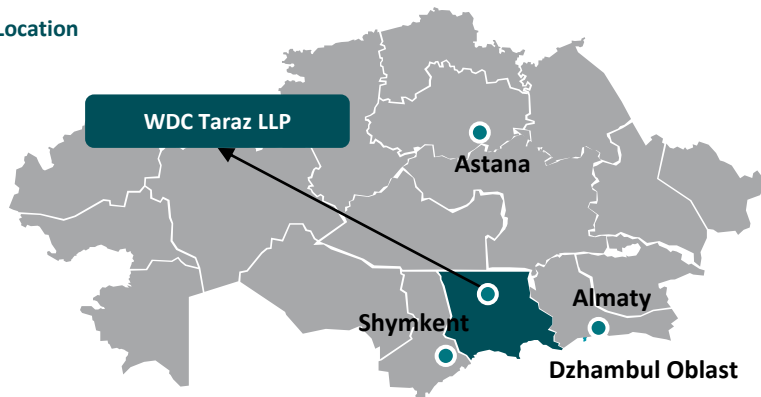 Location
WDC Taraz LLP
Astana
Almaty
Shymkent
Dzhambul Oblast